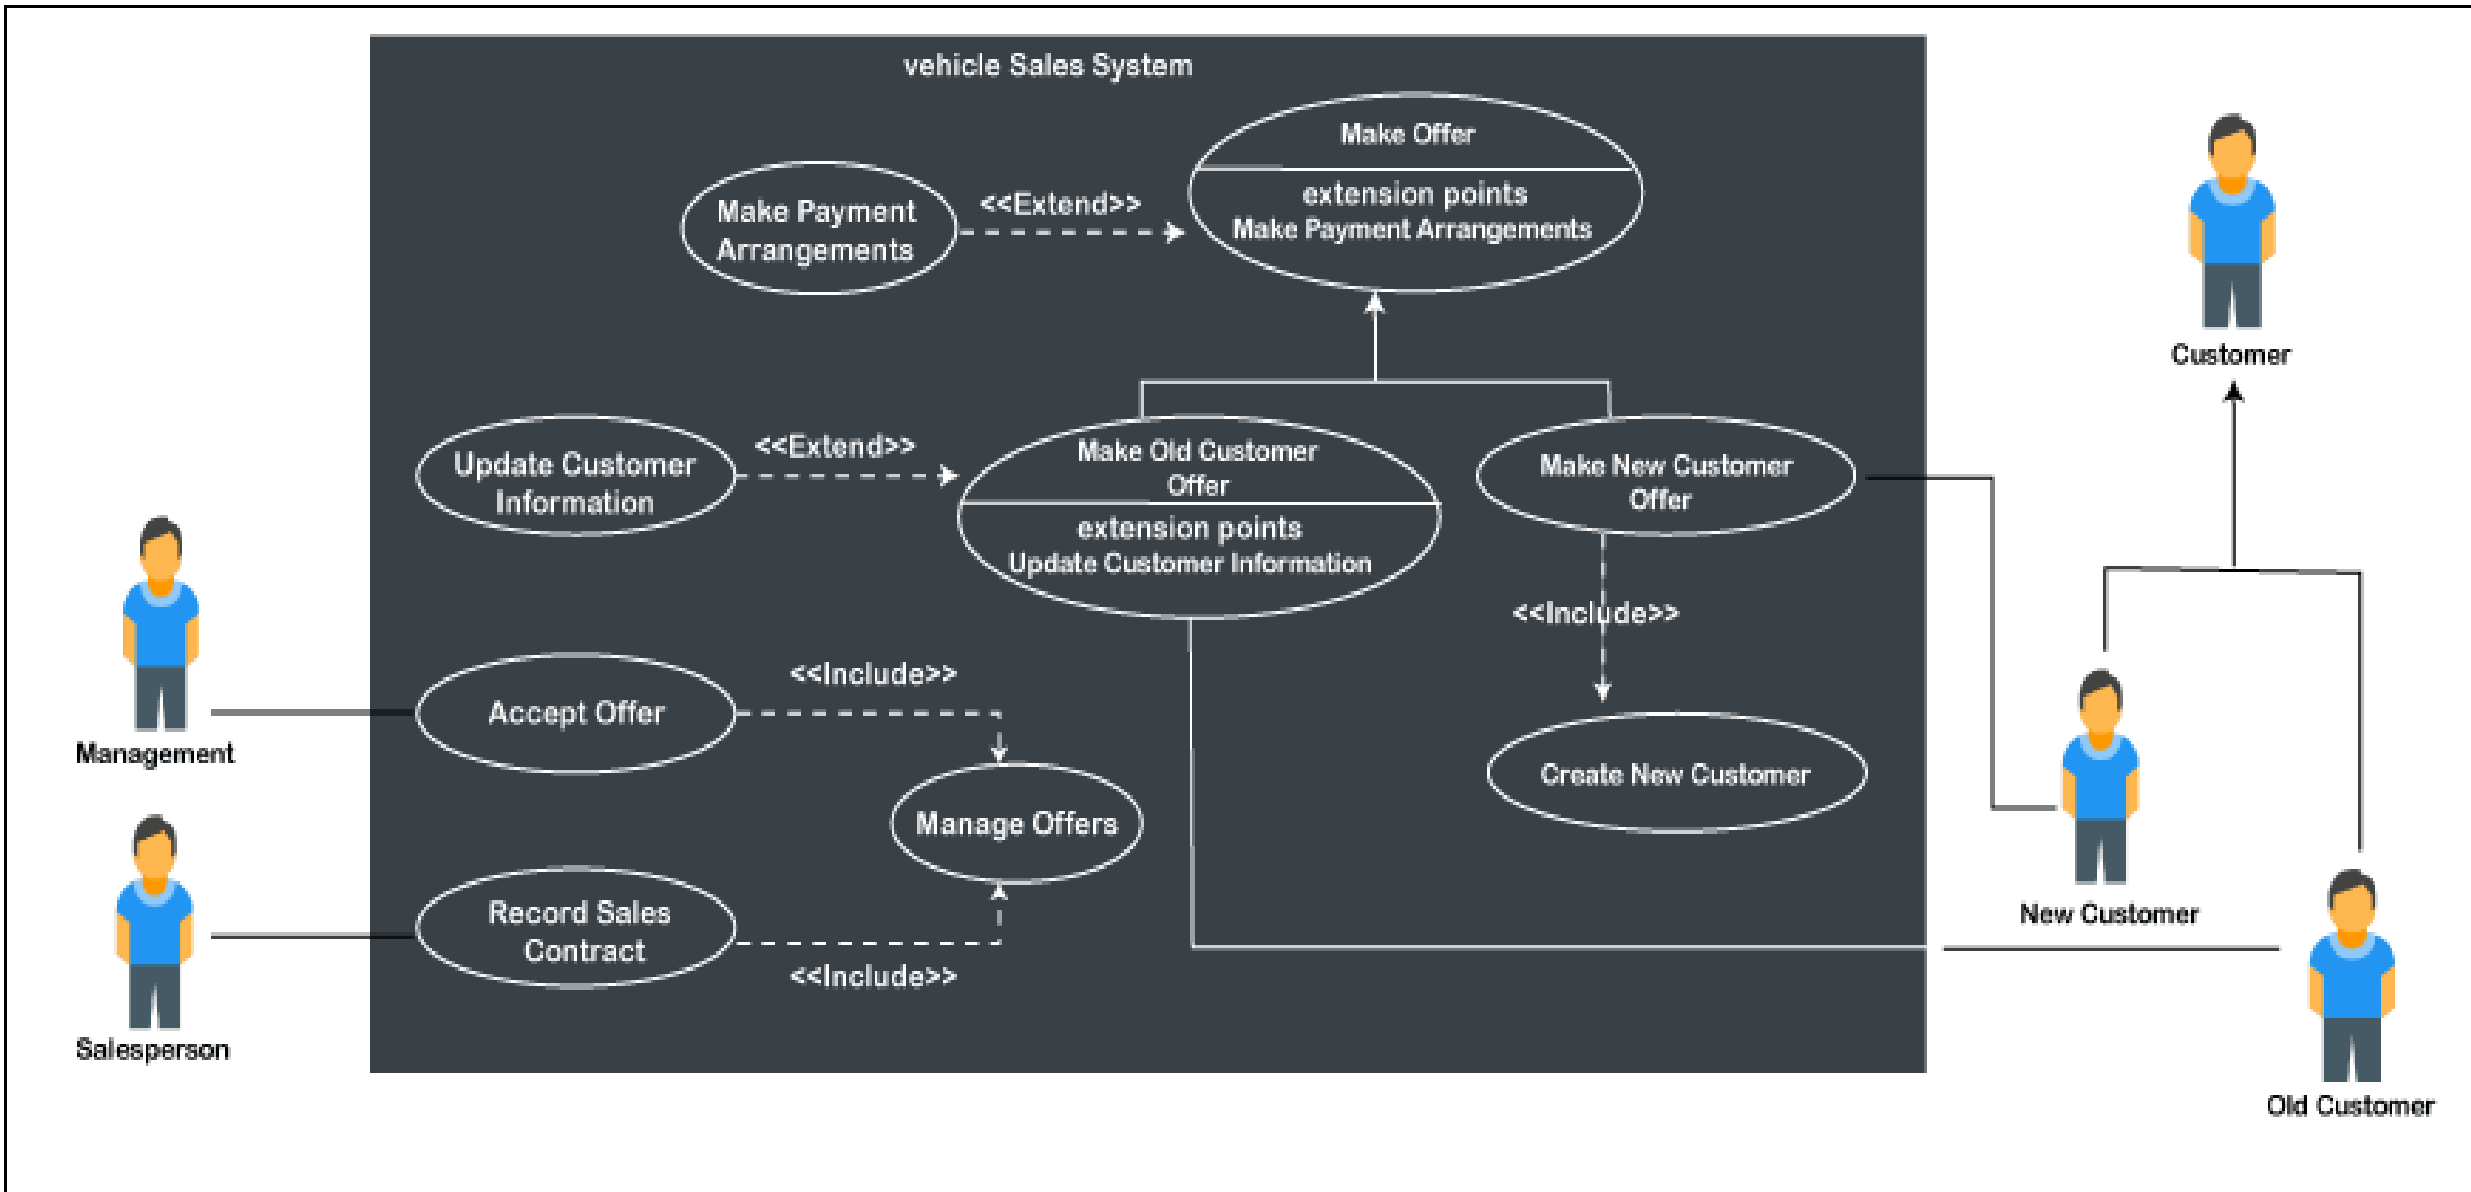 vehicle Sales System
Make Offer
extension points
Make Payment Arrangements
Make Payment
Arrangements
<<Extend>>
Customer
Update Customer
Information
<<Extend>>
Make Old Customer
Offer
extension points
Update Customer Information
Make New Customer
Offer
<<Include>>
Management
Accept Offer
<<Include>>
Manage Offers
Create New Customer
New Customer
Salesperson
Record Sales
Contract
<<Include>>
Old Customer